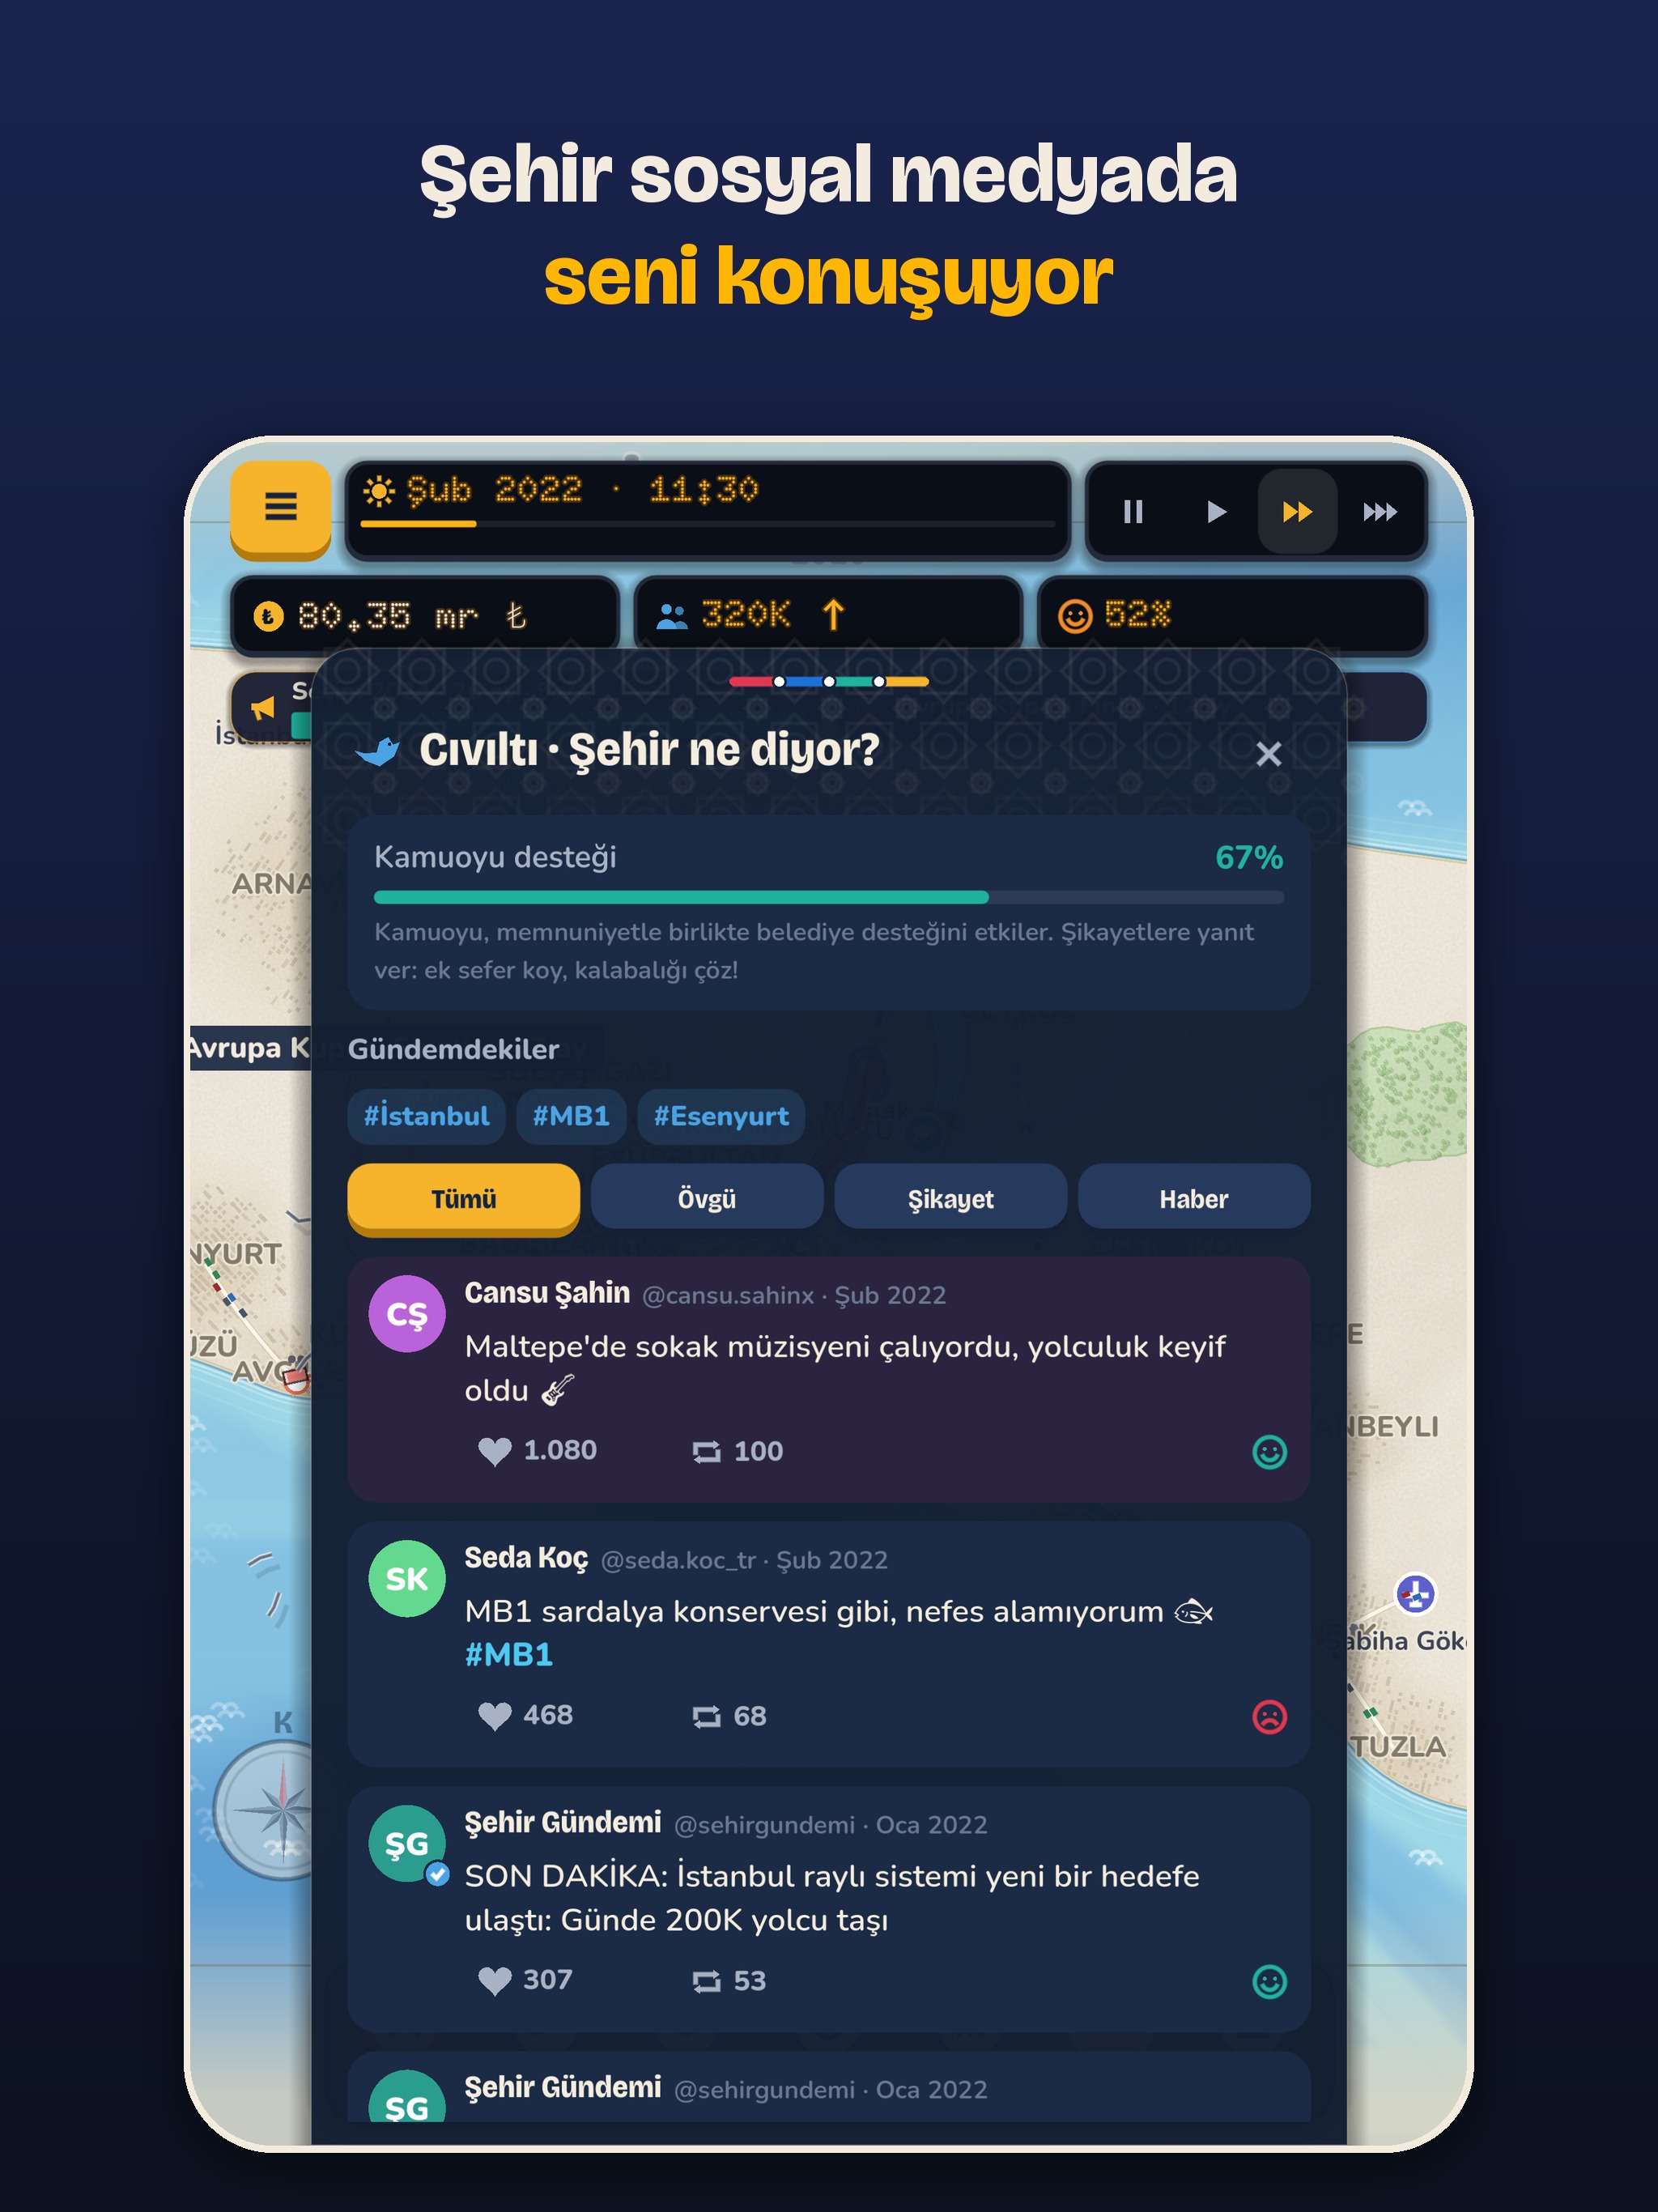 Şehir sosyal medyada
seni konuşuyor
Şub 2022 · 11:30
80.35 mr ₺
320K ↑
52%
Cıvıltı • Şehir ne diyor?
ARNA
Kamuoyu desteği
67%
Kamuoyu, memnuniyetle birlikte belediye desteğini etkiler. Şikayetlere yanıt
ver: ek sefer koy, kalabalığı çöz!
Avrupa K
Gündemdekiler
#İstanbul #MB1 #Esenyurt
Tümü Övgü Şikayet Haber
NYURT
Cansu Şahin @cansu.sahinx · Şub 2022
Maltepe'de sokak müzisyeni çalıyordu, yolculuk keyif
oldu 🎸
1.080 100
ÜZÜ
NBEYLI
Seda Koç @seda.koc_tr · Şub 2022
MB1 sardalya konservesi gibi, nefes alamıyorum 🐟
#MB1
468 68
abiha Gök
K
TUZLA
Şehir Gündemi @sehirgundemi · Oca 2022
SON DAKİKA: İstanbul raylı sistemi yeni bir hedefe
ulaştı: Günde 200K yolcu taşı
307 53
Şehir Gündemi @sehirgundemi · Oca 2022
ŞG